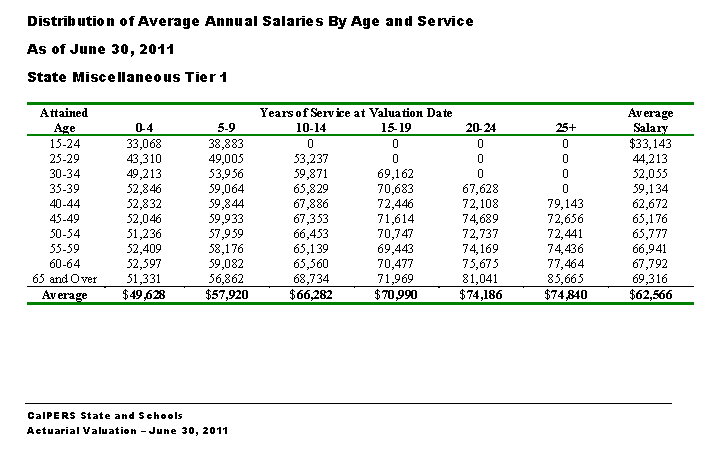 Distribution of Average Annual Salaries By Age and Service
As of June 30, 2011
State Miscellaneous Tier 1
Attained Years of Service at Valuation Date Average
Age 0-4 5-9 10-14 15-19 20-24 25+ Salary
15-24 33,068 38,883 0 0 0 0 $33,143
25-29 43,310 49,005 53,237 0 0 0 44,213
30-34 49,213 53,956 59,871 69,162 0 0 52,055
35-39 52,846 59,064 65,829 70,683 67,628 0 59,134
40-44 52,832 59,844 67,886 72,446 72,108 79,143 62,672
45-49 52,046 59,933 67,353 71,614 74,689 72,656 65,176
50-54 51,236 57,959 66,453 70,747 72,737 72,441 65,777
55-59 52,409 58,176 65,139 69,443 74,169 74,436 66,941
60-64 52,597 59,082 65,560 70,477 75,675 77,464 67,792
65 and Over 51,331 56,862 68,734 71,969 81,041 85,665 69,316
Average $49,628 $57,920 $66,282 $70,990 $74,186 $74,840 $62,566
CalPERS State and Schools
Actuarial Valuation – June 30, 2011